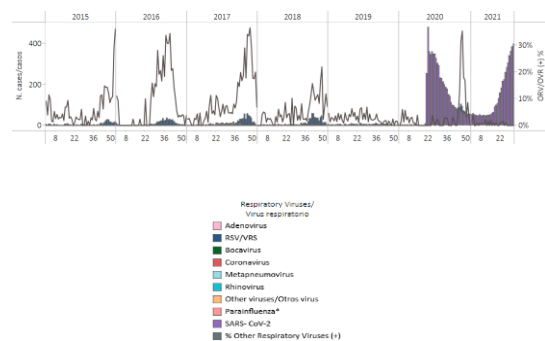 2015 2016 2017 2018 2019 2020 2021
N. cases/casos
400
200
0
30%
20%
10%
0%
ORV/OVR (+) %
8 22 36 50 8 22 36 50 8 22 36 50 8 22 36 50 8 22 36 50 8 22 36 50 8 22
Respiratory Viruses/
Virus respiratorio
Adenovirus
RSV/VRS
Bocavirus
Coronavirus
Metapneumovirus
Rhinovirus
Other viruses/Otros virus
Parainfluenza*
SARS- CoV-2
% Other Respiratory Viruses (+)